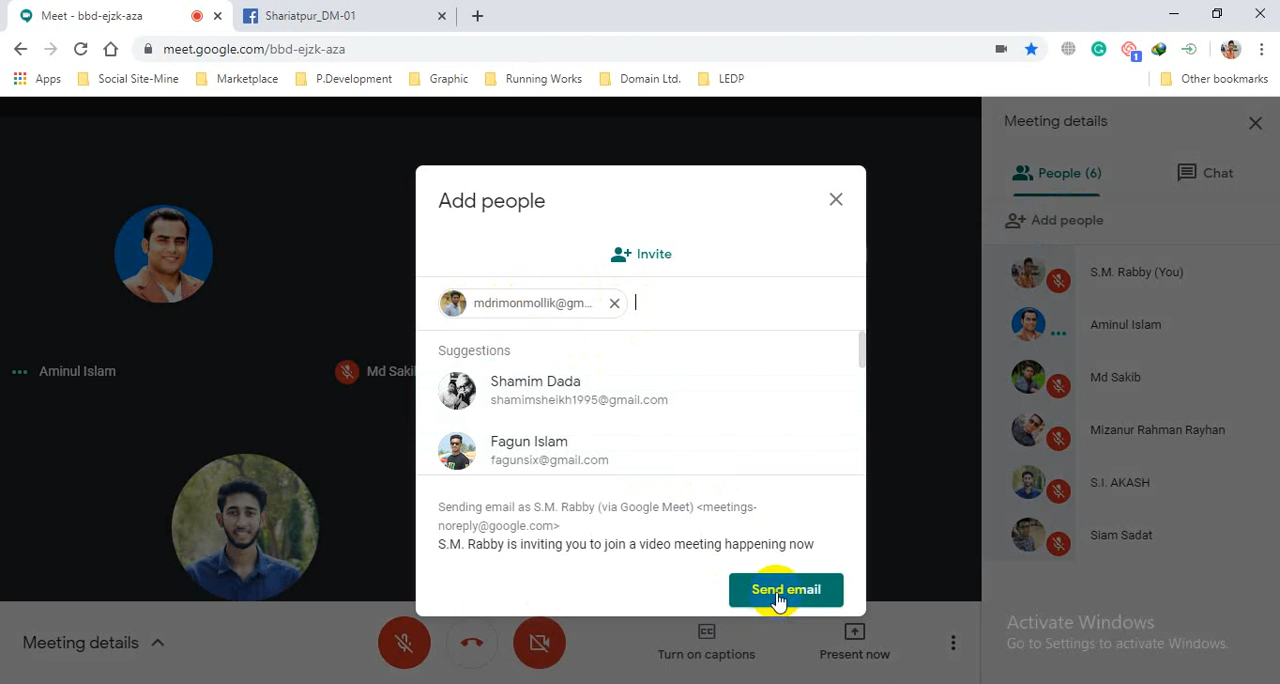 Meet - bbd-ejzk-aza
Shariatpur_DM-01
meet.google.com/bbd-ejzk-aza
1
Apps
Social Site-Mine
Marketplace
P.Development
Graphic
Running Works
Domain Ltd.
LEDP
Other bookmarks
Meeting details
People (6)
Chat
Add people
S.M. Rabby (You)
Aminul Islam
Md Sakib
Mizanur Rahman Rayhan
S.I. AKASH
Siam Sadat
Add people
Invite
mdrimonmollik@gm...
Suggestions
Shamim Dada
shamimsheikh1995@gmail.com
Fagun Islam
fagunsix@gmail.com
Sending email as S.M. Rabby (via Google Meet) <meetings-
noreply@google.com>
S.M. Rabby is inviting you to join a video meeting happening now
Send email
Aminul Islam
Md Saki
Meeting details
Turn on captions
Present now
Activate Windows
Go to Settings to activate Windows.